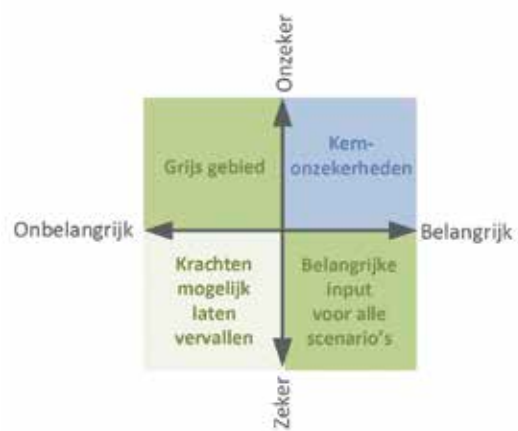 Onzeker
Grijs gebied
Kern-
onzekerheden
Onbelangrijk
Belangrijk
Krachten
mogelijk
laten
vervallen
Belangrijke
input
voor alle
scenario's
Zeker